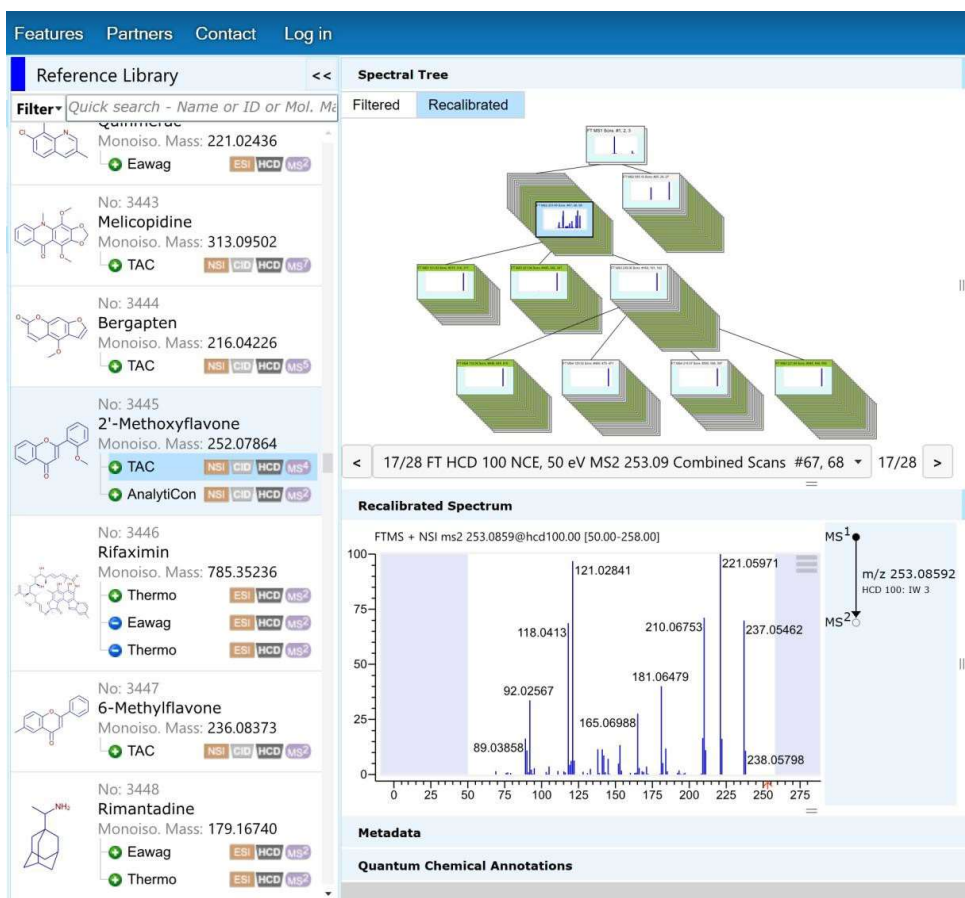 Features Partners Contact Log in
Reference Library <<
Filter Quick search - Name or ID or Mol. Ma
Quinmerac
Monoiso. Mass: 221.02436
Eawag ESI HCD MS2
No: 3443
Melicopidine
Monoiso. Mass: 313.09502
TAC NSI CID HCD MS7
No: 3444
Bergapten
Monoiso. Mass: 216.04226
TAC NSI CID HCD MS5
No: 3445
2'-Methoxyflavone
Monoiso. Mass: 252.07864
TAC NSI CID HCD MS4
AnalytiCon NSI CID HCD MS2
No: 3446
Rifaximin
Monoiso. Mass: 785.35236
Thermo ESI HCD MS2
Eawag ESI HCD MS2
Thermo ESI HCD MS2
No: 3447
6-Methylflavone
Monoiso. Mass: 236.08373
TAC NSI CID HCD MS2
No: 3448
Rimantadine
Monoiso. Mass: 179.16740
Eawag ESI HCD MS2
Thermo ESI HCD MS2
Spectral Tree
Filtered Recalibrated
FT MS1 Scns. #1, 2, 3
< 17/28 FT HCD 100 NCE, 50 eV MS2 253.09 Combined Scans #67, 68 17/28 >
Recalibrated Spectrum
FTMS + NSI ms2 253.0859@hcd100.00 [50.00-258.00]
100
75
50
25
0
121.02841
221.05971
118.0413
210.06753
237.05462
181.06479
92.02567
165.06988
89.03858
238.05798
0 25 50 75 100 125 150 175 200 225 250 275
MS1
m/z 253.08592
HCD 100: IW 3
MS2
Metadata
Quantum Chemical Annotations